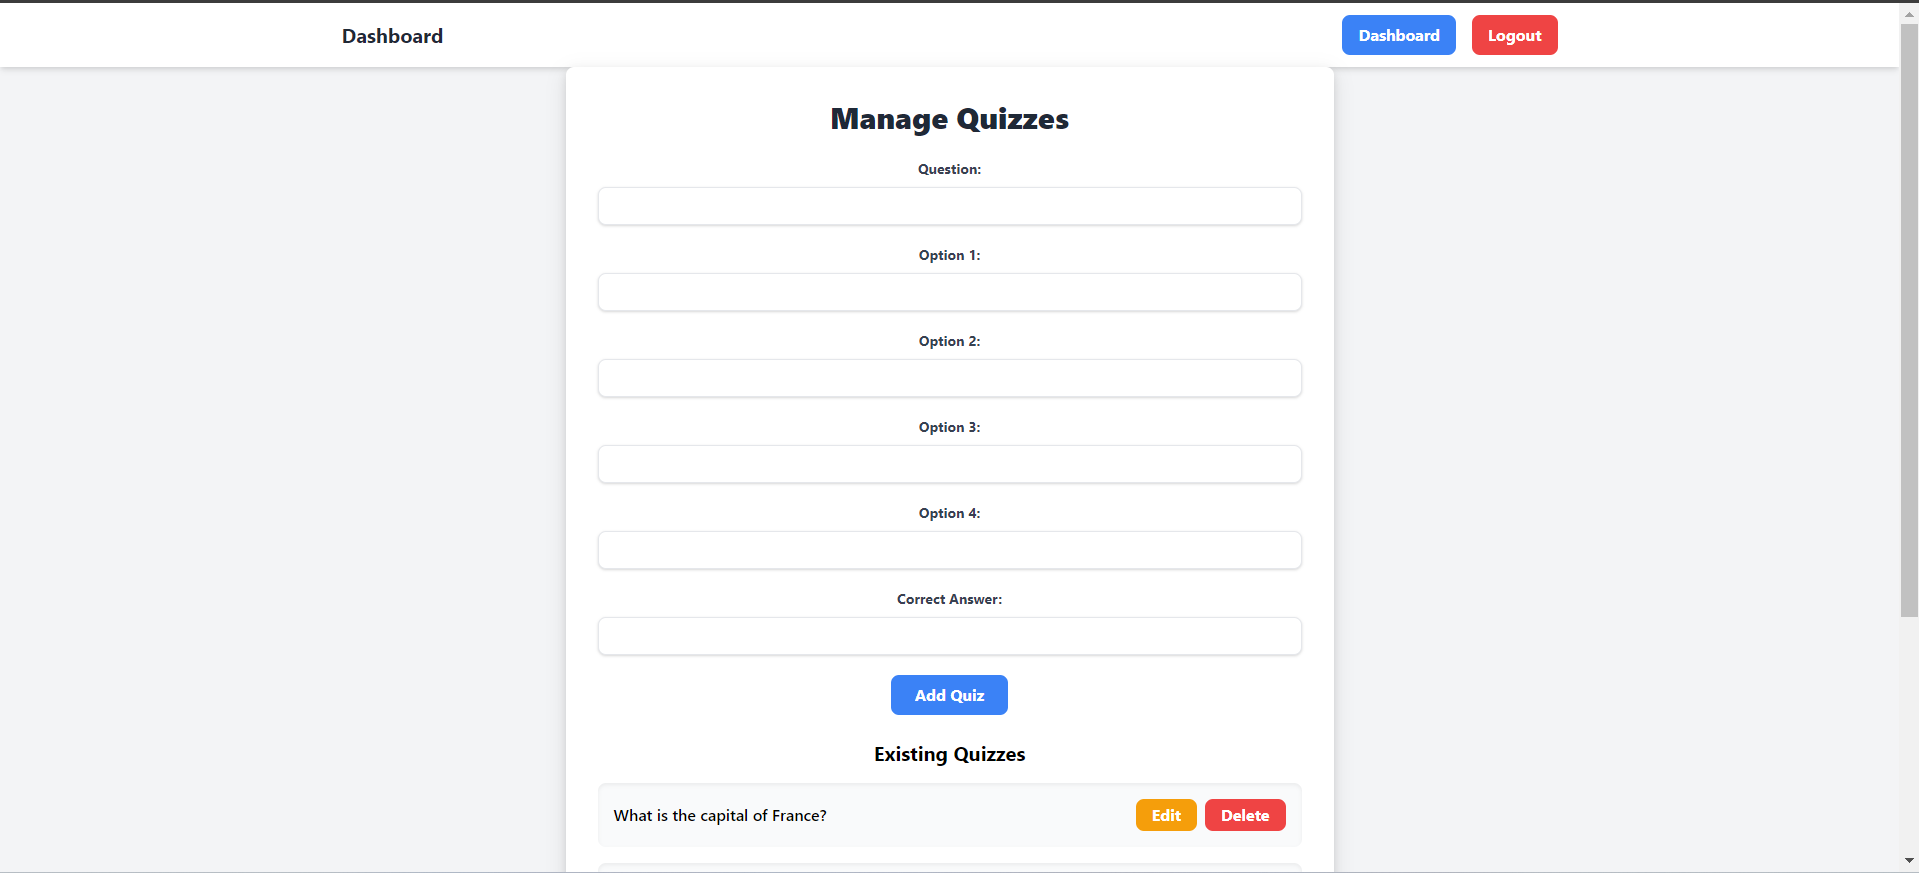 Dashboard
Dashboard
Logout
Manage Quizzes
Question:
Option 1:
Option 2:
Option 3:
Option 4:
Correct Answer:
Add Quiz
Existing Quizzes
What is the capital of France?
Edit
Delete